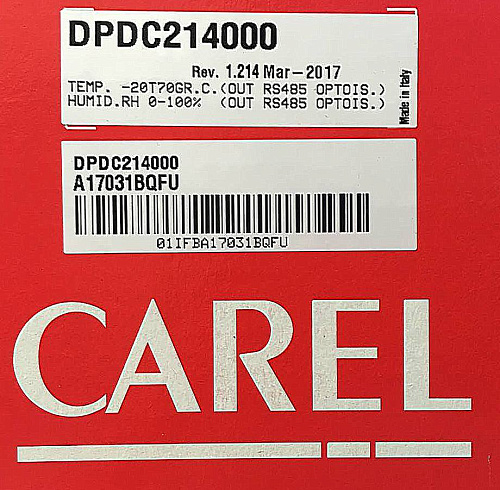 DPDC214000
Rev. 1.214 Mar-2017
TEMP. -20T70GR.C.(OUT RS485 OPTOIS.)
HUMID.RH 0-100% (OUT RS485 OPTOIS.)
Made in Italy
DPDC214000
A17031BQFU
01IFBA17031BQFU
CAREL